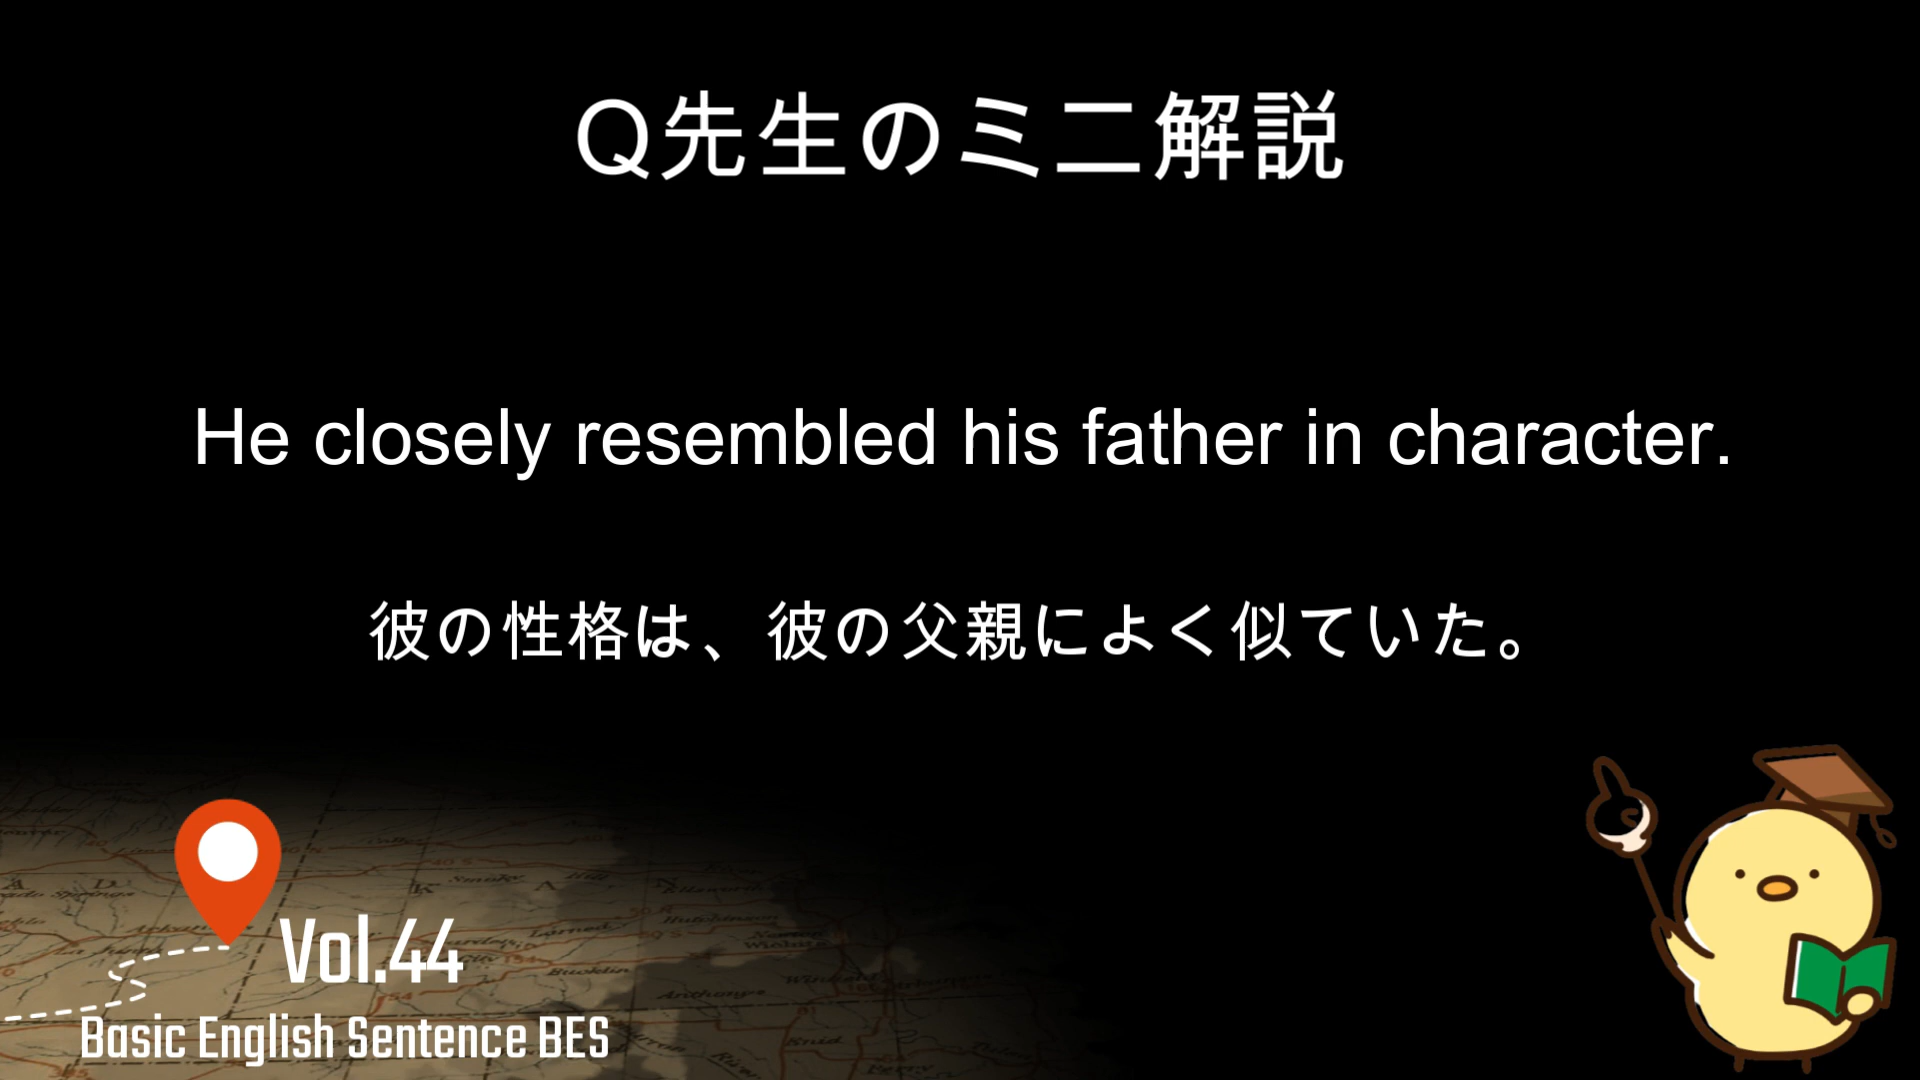 Q先生のミニ解説
He closely resembled his father in character.
彼の性格は、彼の父親によく似ていた。
Vol.44
Basic English Sentence BES